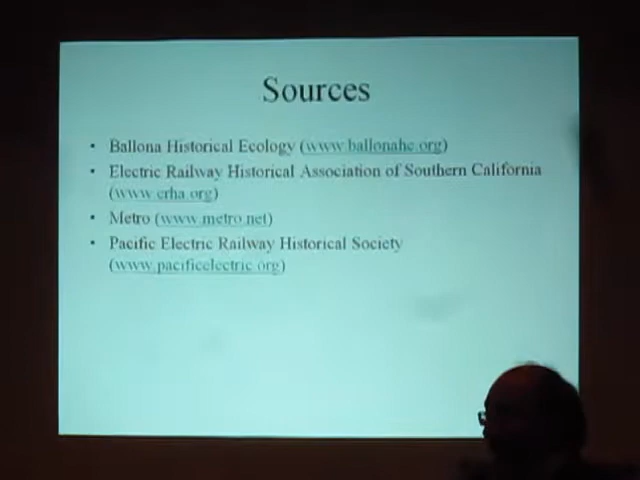 Sources
• Ballona Historical Ecology (www.ballonahe.org)
• Electric Railway Historical Association of Southern California
(www.erha.org)
• Metro (www.metro.net)
• Pacific Electric Railway Historical Society
(www.pacificelectric.org)